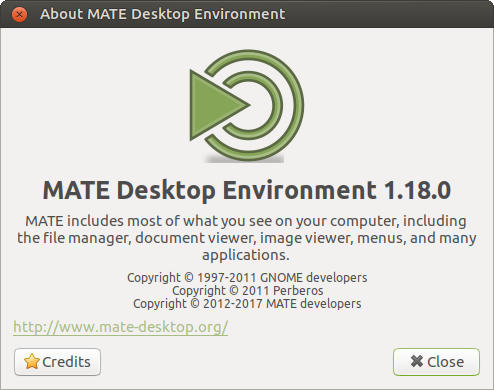 About MATE Desktop Environment
MATE Desktop Environment 1.18.0
MATE includes most of what you see on your computer, including
the file manager, document viewer, image viewer, menus, and many
applications.
Copyright © 1997-2011 GNOME developers
Copyright © 2011 Perberos
Copyright © 2012-2017 MATE developers
http://www.mate-desktop.org/
Credits
Close